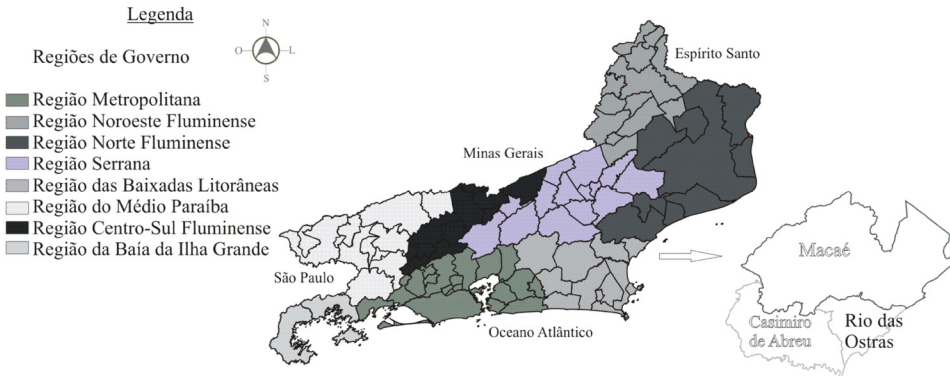 Legenda
N
O
L
S
Regiões de Governo
Região Metropolitana
Região Noroeste Fluminense
Região Norte Fluminense
Região Serrana
Região das Baixadas Litorâneas
Região do Médio Paraíba
Região Centro-Sul Fluminense
Região da Baía da Ilha Grande
Espírito Santo
Minas Gerais
São Paulo
Oceano Atlântico
Macaé
Casimiro
de Abreu
Rio das
Ostras